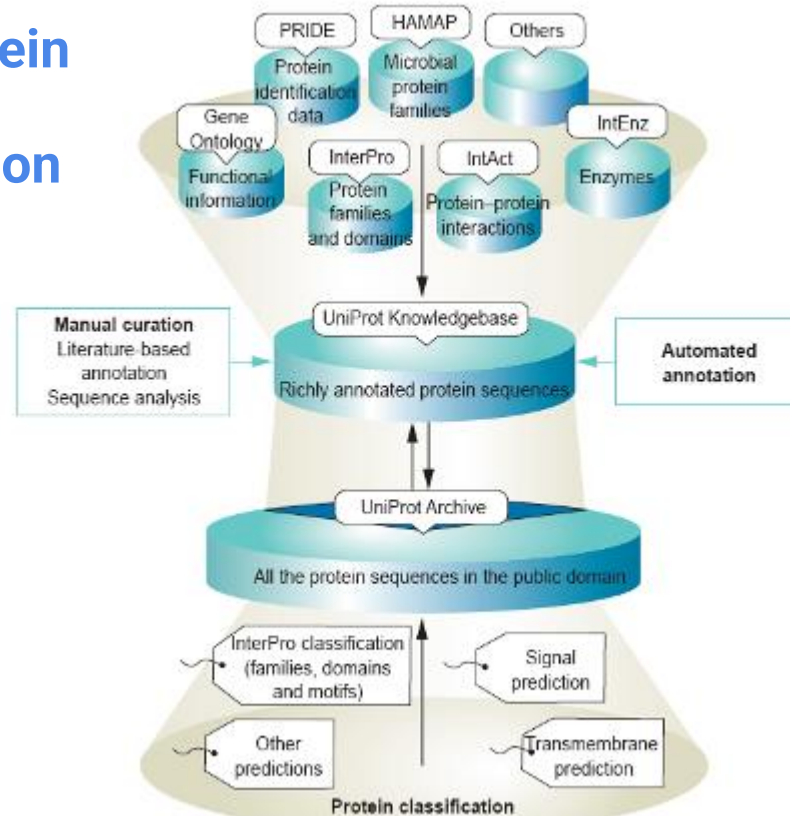 ein
on
PRIDE
HAMAP
Others
Protein
identification
data
Microbial
protein
families
Gene
Ontology
IntEnz
Functional
information
InterPro
IntAct
Enzymes
Protein
families
and domains
Protein–protein
interactions
UniProt Knowledgebase
Manual curation
Literature-based
annotation
Sequence analysis
Richly annotated protein sequences
Automated
annotation
UniProt Archive
All the protein sequences in the public domain
InterPro classification
(families, domains
and motifs)
Signal
prediction
Other
predictions
Transmembrane
prediction
Protein classification